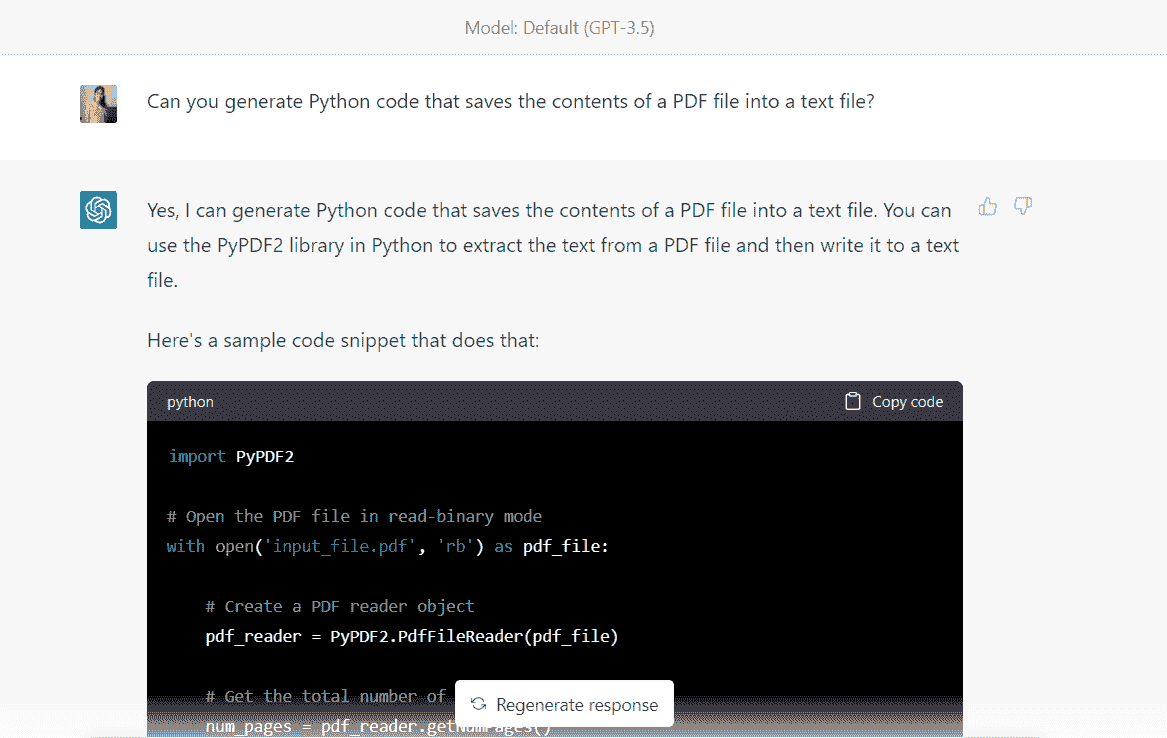 Model: Default (GPT-3.5)
Can you generate Python code that saves the contents of a PDF file into a text file?
Yes, I can generate Python code that saves the contents of a PDF file into a text file. You can
use the PyPDF2 library in Python to extract the text from a PDF file and then write it to a text
file.
Here's a sample code snippet that does that:
python
Copy code
import PyPDF2
# Open the PDF file in read-binary mode
with open('input_file.pdf', 'rb') as pdf_file:
# Create a PDF reader object
pdf_reader = PyPDF2.PdfFileReader(pdf_file)
# Get the total number of
Regenerate response
num_pages = pdf_reader.getNumPages()